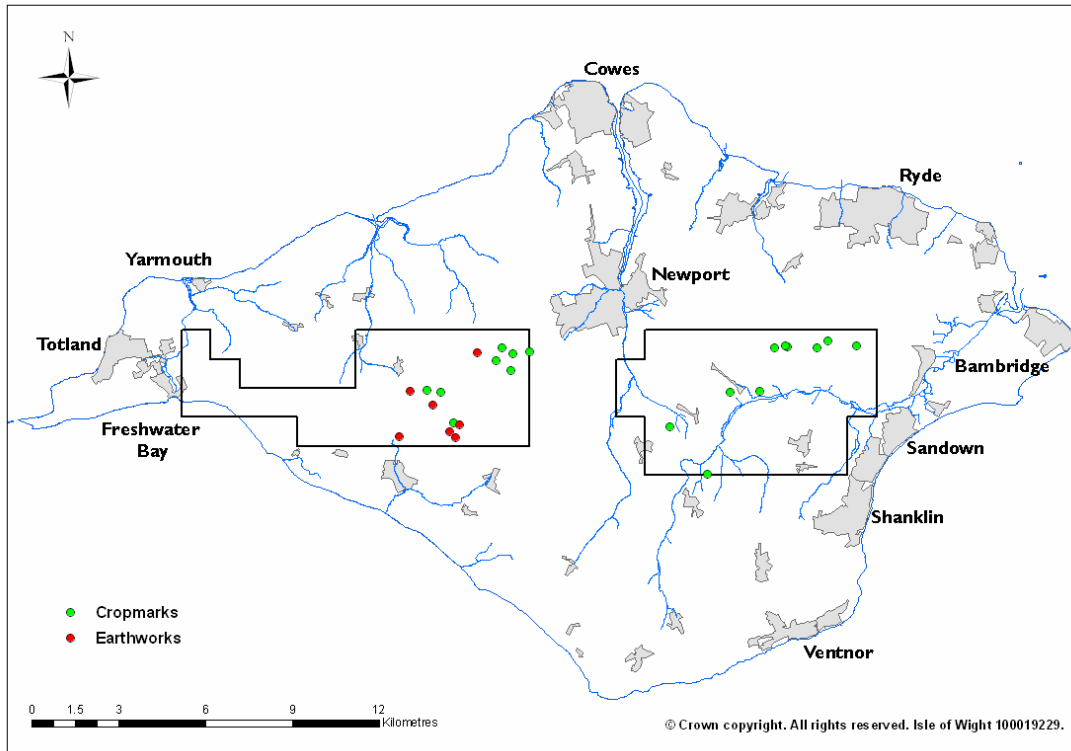 N
Cowes
Ryde
Yarmouth
Newport
Totland
Bambridge
Freshwater
Bay
Sandown
Shanklin
Cropmarks
Earthworks
Ventnor
0 1.5 3 6 9 12
Kilometres
© Crown copyright. All rights reserved. Isle of Wight 100019229.